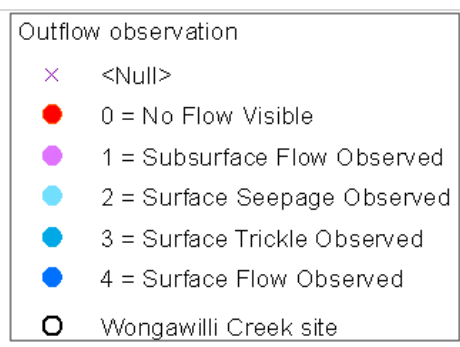 Outflow observation
<Null>
0 = No Flow Visible
1 = Subsurface Flow Observed
2 = Surface Seepage Observed
3 = Surface Trickle Observed
4 = Surface Flow Observed
Wongawilli Creek site